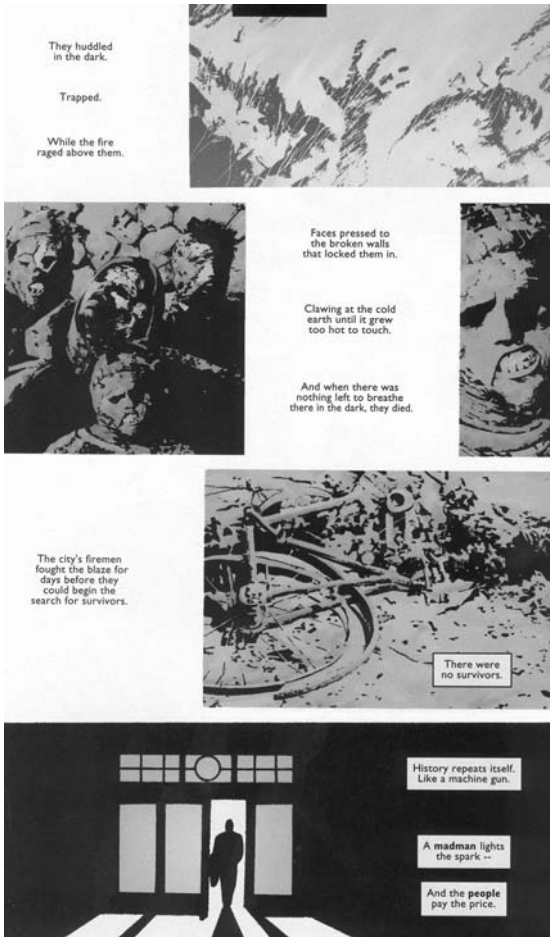 They huddled
in the dark.
Trapped.
While the fire
raged above them.
Faces pressed to
the broken walls
that locked them in.
Clawing at the cold
earth until it grew
too hot to touch.
And when there was
nothing left to breathe
there in the dark, they died.
The city's firemen
fought the blaze for
days before they
could begin the
search for survivors.
There were
no survivors.
History repeats itself.
Like a machine gun.
A madman lights
the spark --
And the people
pay the price.